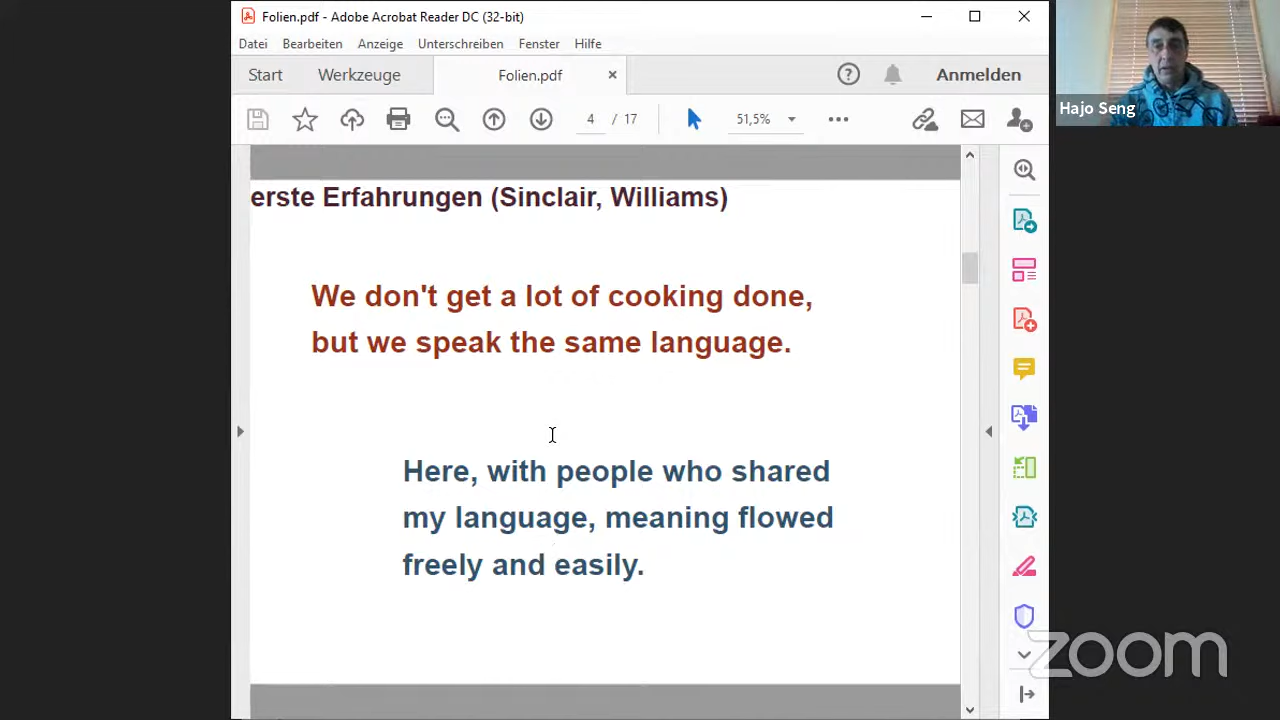 Folien.pdf - Adobe Acrobat Reader DC (32-bit)
Datei Bearbeiten Anzeige Unterschreiben Fenster Hilfe
Start Werkzeuge Folien.pdf Anmelden
4 / 17 51,5%
Hajo Seng
erste Erfahrungen (Sinclair, Williams)
We don't get a lot of cooking done,
but we speak the same language.
Here, with people who shared
my language, meaning flowed
freely and easily.
zoom